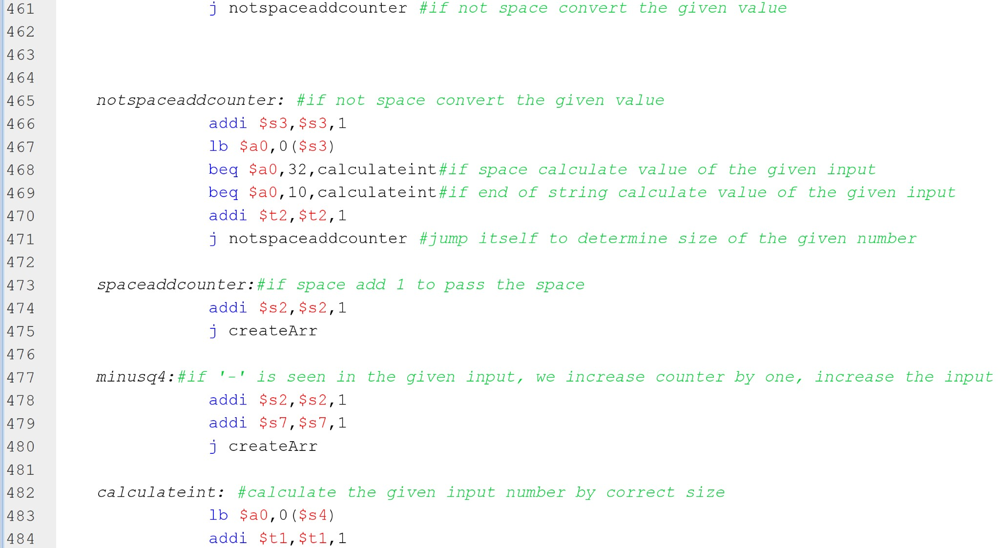 461 j notspaceaddcounter #if not space convert the given value
462
463
464
465 notspaceaddcounter: #if not space convert the given value
466 addi $s3,$s3,1
467 lb $a0,0($s3)
468 beq $a0,32,calculateint#if space calculate value of the given input
469 beq $a0,10,calculateint#if end of string calculate value of the given input
470 addi $t2,$t2,1
471 j notspaceaddcounter #jump itself to determine size of the given number
472
473 spaceaddcounter:#if space add 1 to pass the space
474 addi $s2,$s2,1
475 j createArr
476
477 minusq4:#if '-' is seen in the given input, we increase counter by one, increase the input
478 addi $s2,$s2,1
479 addi $s7,$s7,1
480 j createArr
481
482 calculateint: #calculate the given input number by correct size
483 lb $a0,0($s4)
484 addi $t1,$t1,1